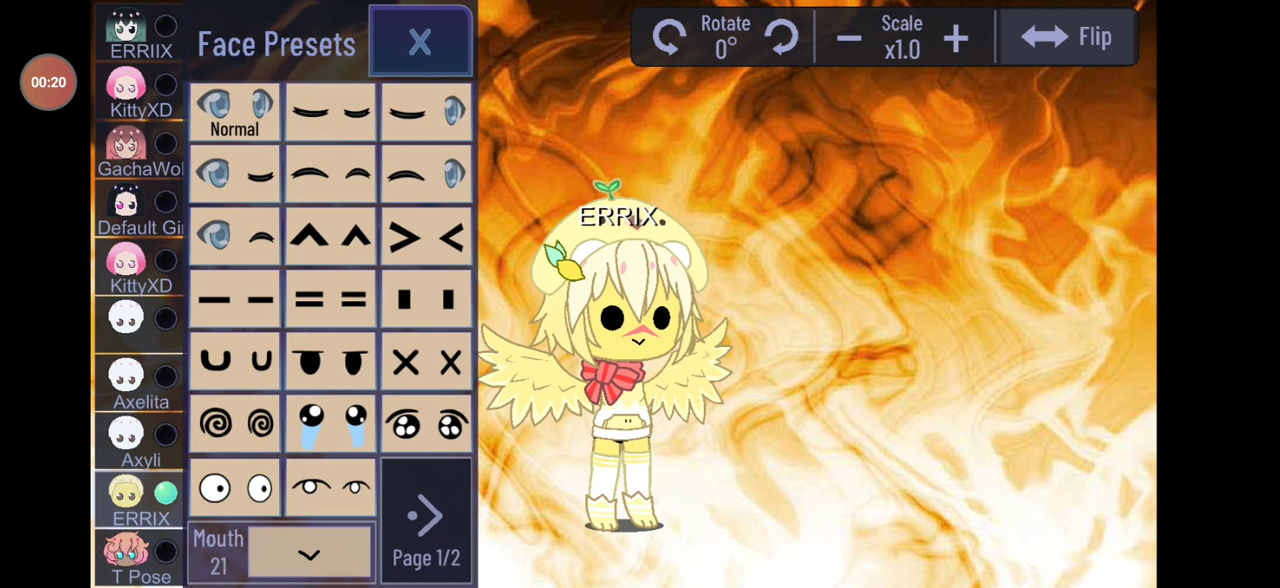 00:20
ERRIIX
KittyXD
GachaWol
Default Gi
KittyXD
Axelita
Axyli
ERRIX
T Pose
Face Presets
X
Normal
Mouth
21
Page 1/2
Rotate
0°
Scale
x1.0
Flip
ERRIX.